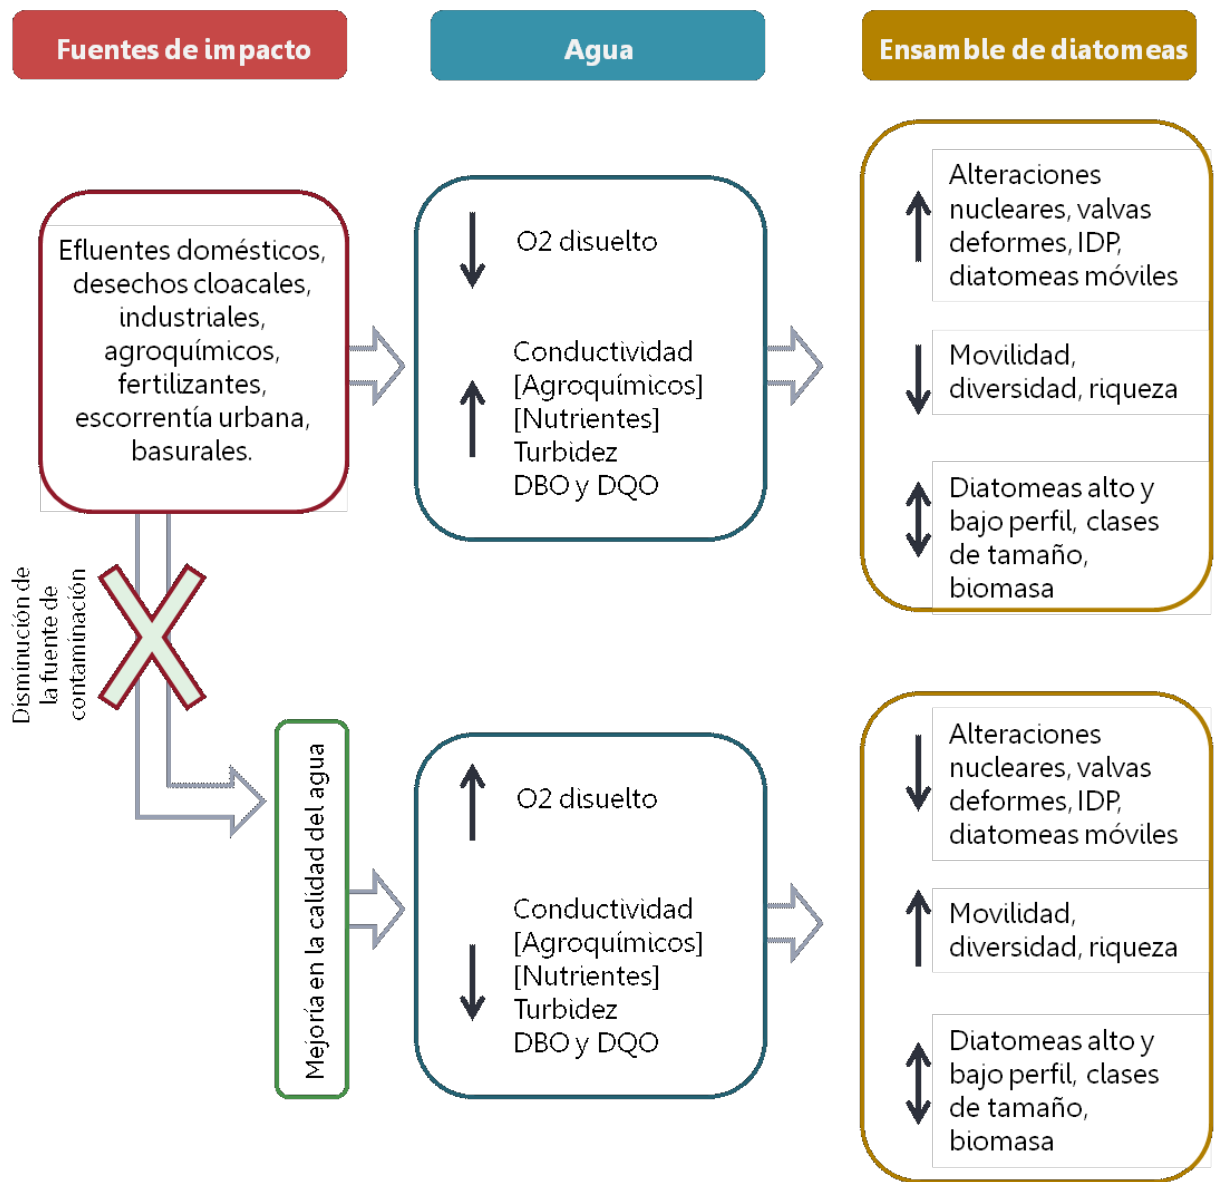 Fuentes de impacto
Agua
Ensamble de diatomeas
Efluentes domésticos,
desechos cloacales,
industriales,
agroquímicos,
fertilizantes,
escorrentía urbana,
basurales.
O2 disuelto
Conductividad
[Agroquímicos]
[Nutrientes]
Turbidez
DBO y DQO
Alteraciones
nucleares, valvas
deformes, IDP,
diatomeas móviles
Movilidad,
diversidad, riqueza
Diatomeas alto y
bajo perfil, clases
de tamaño,
biomasa
Disminución de
la fuente de
contaminación
Mejoría en la calidad del agua
O2 disuelto
Conductividad
[Agroquímicos]
[Nutrientes]
Turbidez
DBO y DQO
Alteraciones
nucleares, valvas
deformes, IDP,
diatomeas móviles
Movilidad,
diversidad, riqueza
Diatomeas alto y
bajo perfil, clases
de tamaño,
biomasa